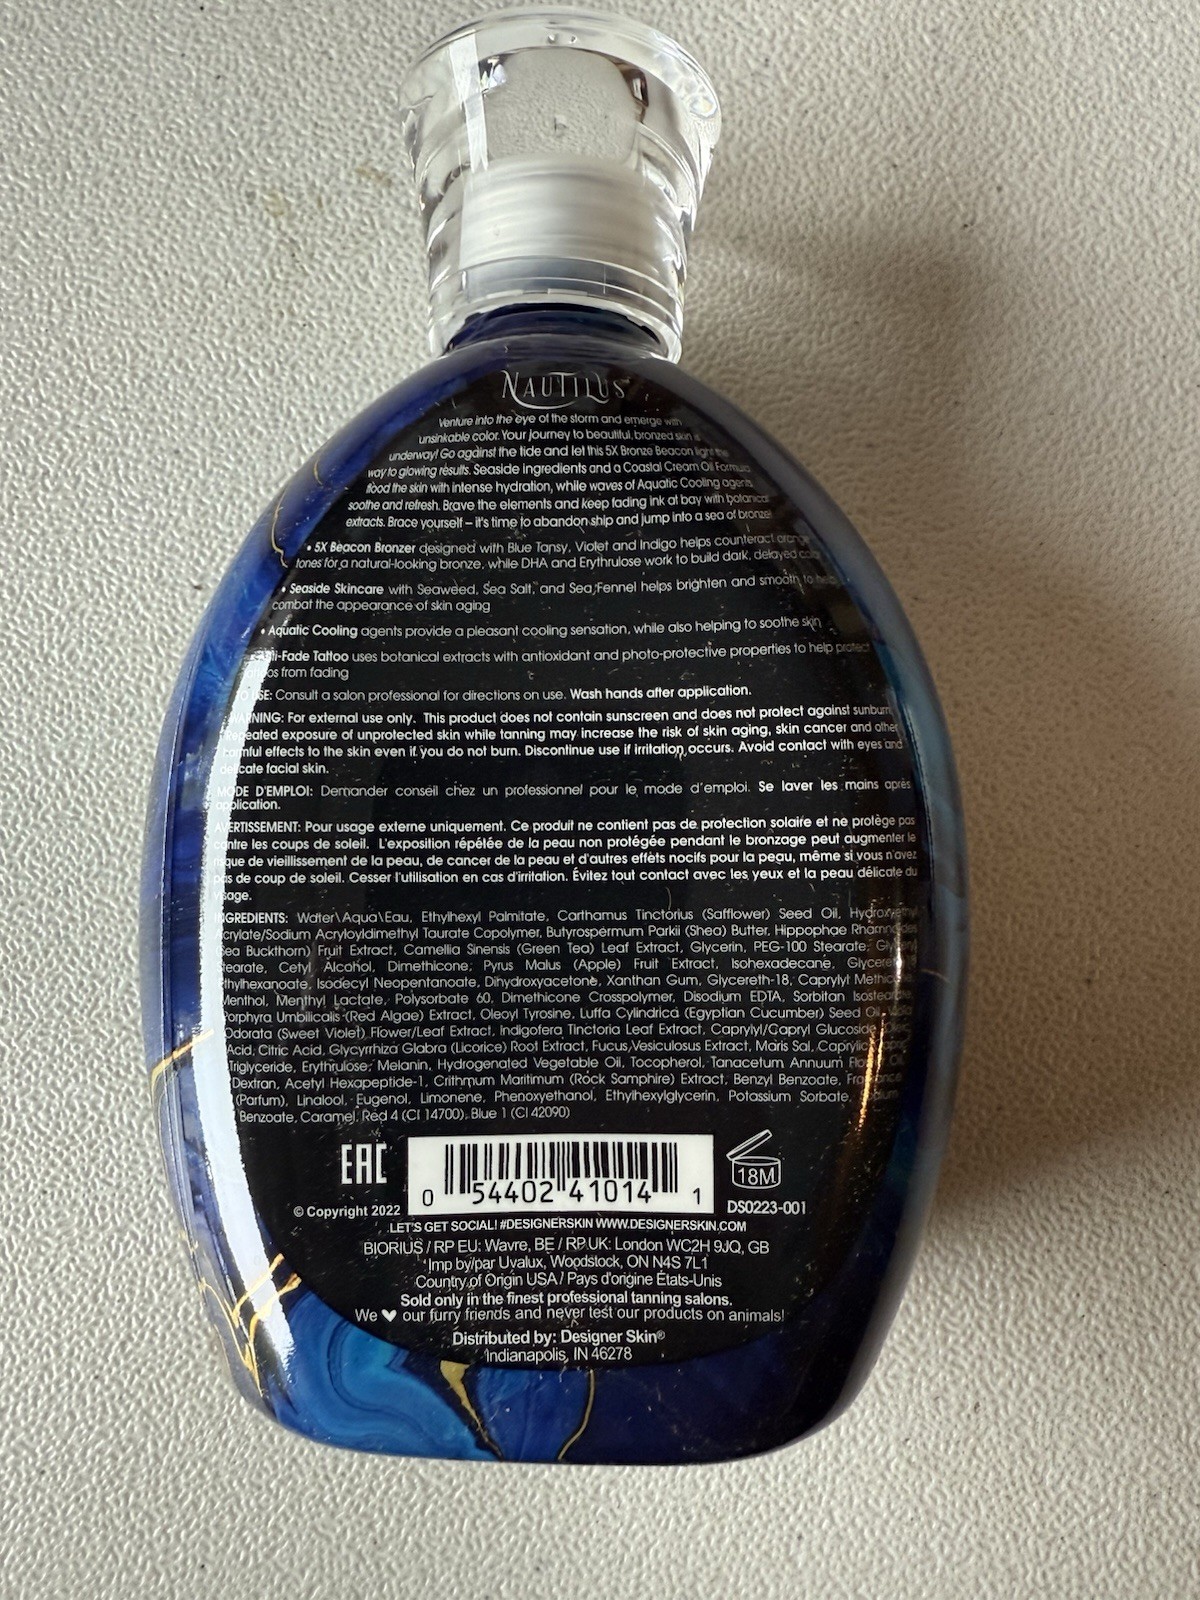 NAUTILUS
Venture into the eye of the storm and emerge with
unsinkable color. Your journey to beautiful, bronzed skin is
underway! Go against the tide and let this 5X Bronze Beacon light the
way to glowing results. Seaside ingredients and a Coastal Cream Oil Formula
flood the skin with intense hydration, while waves of Aquatic Cooling agents
soothe and refresh. Brave the elements and keep fading ink at bay with botanical
extracts. Brace yourself – it's time to abandon ship and jump into a sea of bronze!
• 5X Beacon Bronzer designed with Blue Tansy, Violet and Indigo helps counteract orange
tones for a natural-looking bronze, while DHA and Erythrulose work to build dark, delayed color
• Seaside Skincare with Seaweed, Sea Salt, and Sea Fennel helps brighten and smooth to help
combat the appearance of skin aging
• Aquatic Cooling agents provide a pleasant cooling sensation, while also helping to soothe skin
Tattoo uses botanical extracts with antioxidant and photo-protective properties to help protect
from fading
USE: Consult a salon professional for directions on use. Wash hands after application.
WARNING: For external use only. This product does not contain sunscreen and does not protect against sunburn.
Repeated exposure of unprotected skin while tanning may increase the risk of skin aging, skin cancer and other
harmful effects to the skin even if you do not burn. Discontinue use if irritation occurs. Avoid contact with eyes and
delicate facial skin.
MODE D'EMPLOI: Demander conseil chez un professionnel pour le mode d'emploi. Se laver les mains après
application.
AVERTISSEMENT: Pour usage externe uniquement. Ce produit ne contient pas de protection solaire et ne protège pas
contre les coups de soleil. L'exposition répétée de la peau non protégée pendant le bronzage peut augmenter le
risque de vieillissement de la peau, de cancer de la peau et d'autres effets nocifs pour la peau, même si vous n'avez
pas de coup de soleil. Cesser l'utilisation en cas d'irritation. Évitez tout contact avec les yeux et la peau délicate du
visage.
INGREDIENTS: Water\Aqua\Eau, Ethylhexyl Palmitate, Carthamus Tinctorius (Safflower) Seed Oil, Hydroxyethyl
Acrylate/Sodium Acryloyldimethyl Taurate Copolymer, Butyrospermum Parkii (Shea) Butter, Hippophae Rhamnoides
(Sea Buckthorn) Fruit Extract, Camellia Sinensis (Green Tea) Leaf Extract, Glycerin, PEG-100 Stearate, Glyceryl
Stearate, Cetyl Alcohol, Dimethicone, Pyrus Malus (Apple) Fruit Extract, Isohexadecane,
Ethylhexanoate, Isodecyl Neopentanoate, Dihydroxyacetone, Xanthan Gum, Glycereth-18, Caprylyl
Menthol, Menthyl Lactate, Polysorbate 60, Dimethicone Crosspolymer, Disodium EDTA, Sorbitan Isostearate,
Porphyra Umbilicalis (Red Algae) Extract, Oleoyl Tyrosine, Luffa Cylindrica (Egyptian Cucumber) Seed Oil, Viola
Odorata (Sweet Violet) Flower/Leaf Extract, Indigofera Tinctoria Leaf Extract, Caprylyl/Capryl Glucoside,
Acid, Citric Acid, Glycyrrhiza Glabra (Licorice) Root Extract, Fucus Vesiculosus Extract, Maris Sal, Caprylic/Capric
Triglyceride, Erythrulose, Melanin, Hydrogenated Vegetable Oil, Tocopherol, Tanacetum Annuum Flower Oil,
Dextran, Acetyl Hexapeptide-1, Crithmum Maritimum (Rock Samphire) Extract, Benzyl Benzoate, Fragrance
(Parfum), Linalool, Eugenol, Limonene, Phenoxyethanol, Ethylhexylglycerin, Potassium Sorbate, Sodium
Benzoate, Caramel, Red 4 (CI 14700), Blue 1 (CI 42090)
EAC
18M
0 54402 41014 1
© Copyright 2022
DS0223-001
LET'S GET SOCIAL! #DESIGNERSKIN WWW.DESIGNERSKIN.COM
BIORIUS / RP EU: Wavre, BE / RP UK: London WC2H 9JQ, GB
Imp by/par Uvalux, Woodstock, ON N4S 7L1
Country of Origin USA / Pays d'origine États-Unis
Sold only in the finest professional tanning salons.
We ♥ our furry friends and never test our products on animals!
Distributed by: Designer Skin®
Indianapolis, IN 46278